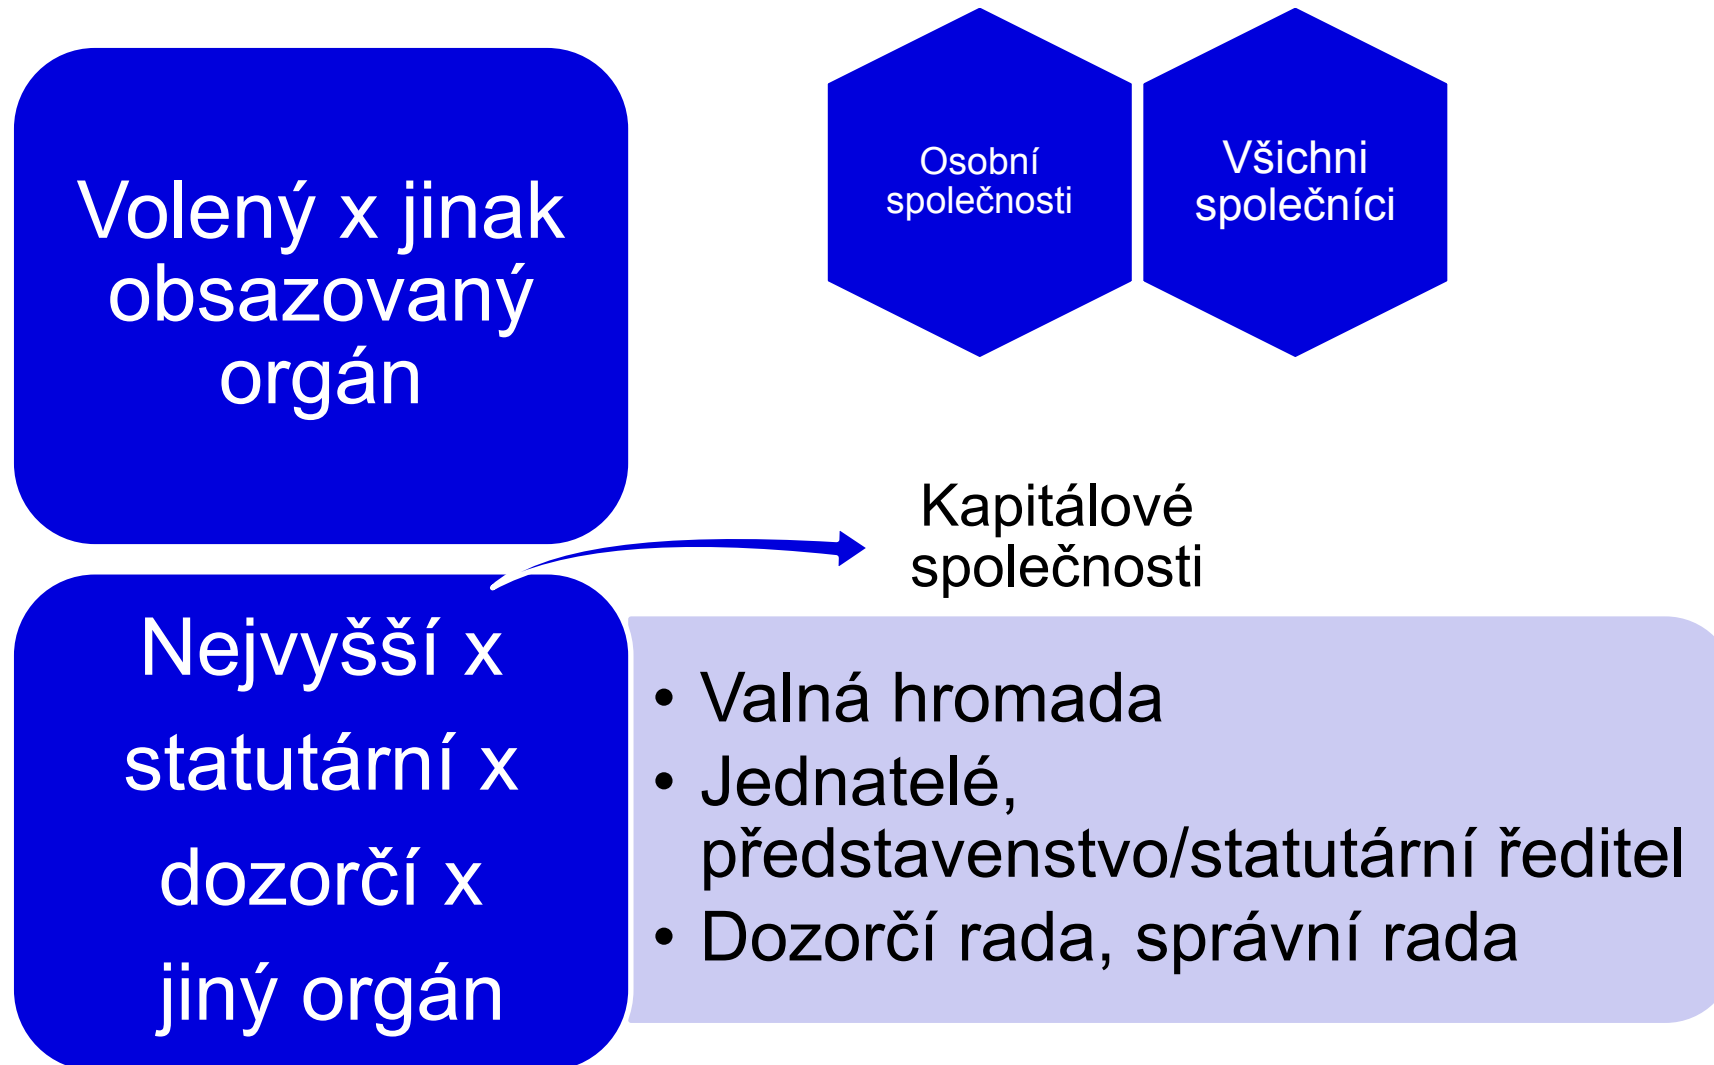 Volený x jinak
obsazovaný
orgán
Osobní
společnosti
Všichni
společníci
Kapitálové
společnosti
Nejvyšší x
statutární x
dozorčí x
jiný orgán
• Valná hromada
• Jednatelé,
představenstvo/statutární ředitel
• Dozorčí rada, správní rada